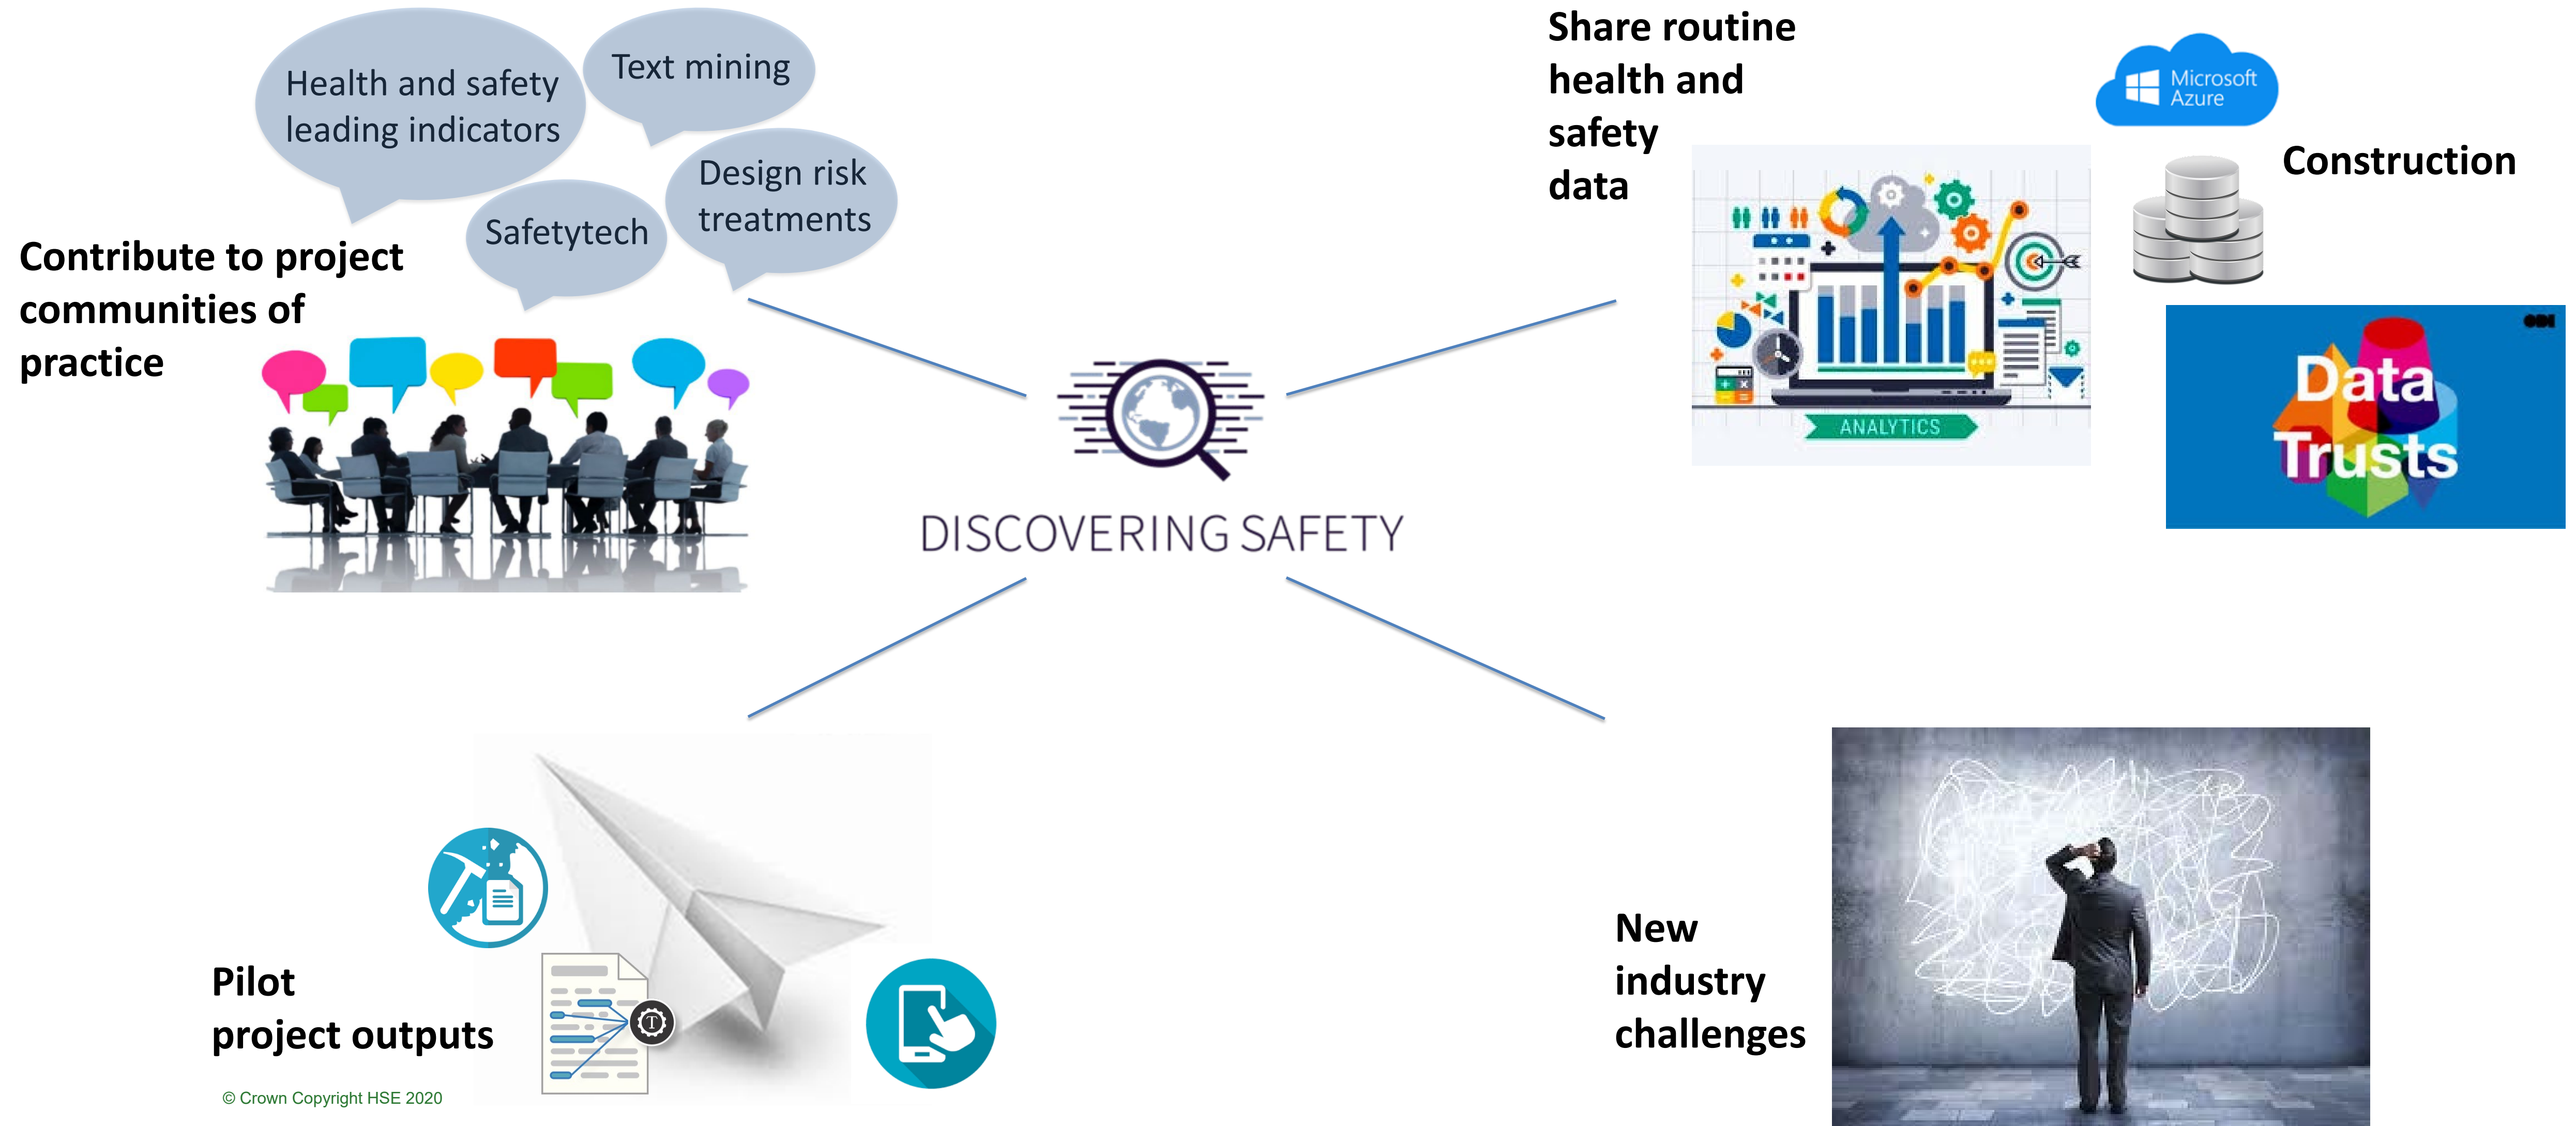 Health and safety
leading indicators
Text mining
Design risk
treatments
Safetytech
Contribute to project
communities of
practice
Share routine
health and
safety
data
Microsoft
Azure
Construction
ANALYTICS
ODI
Data
Trusts
DISCOVERING SAFETY
Pilot
project outputs
T
© Crown Copyright HSE 2020
New
industry
challenges